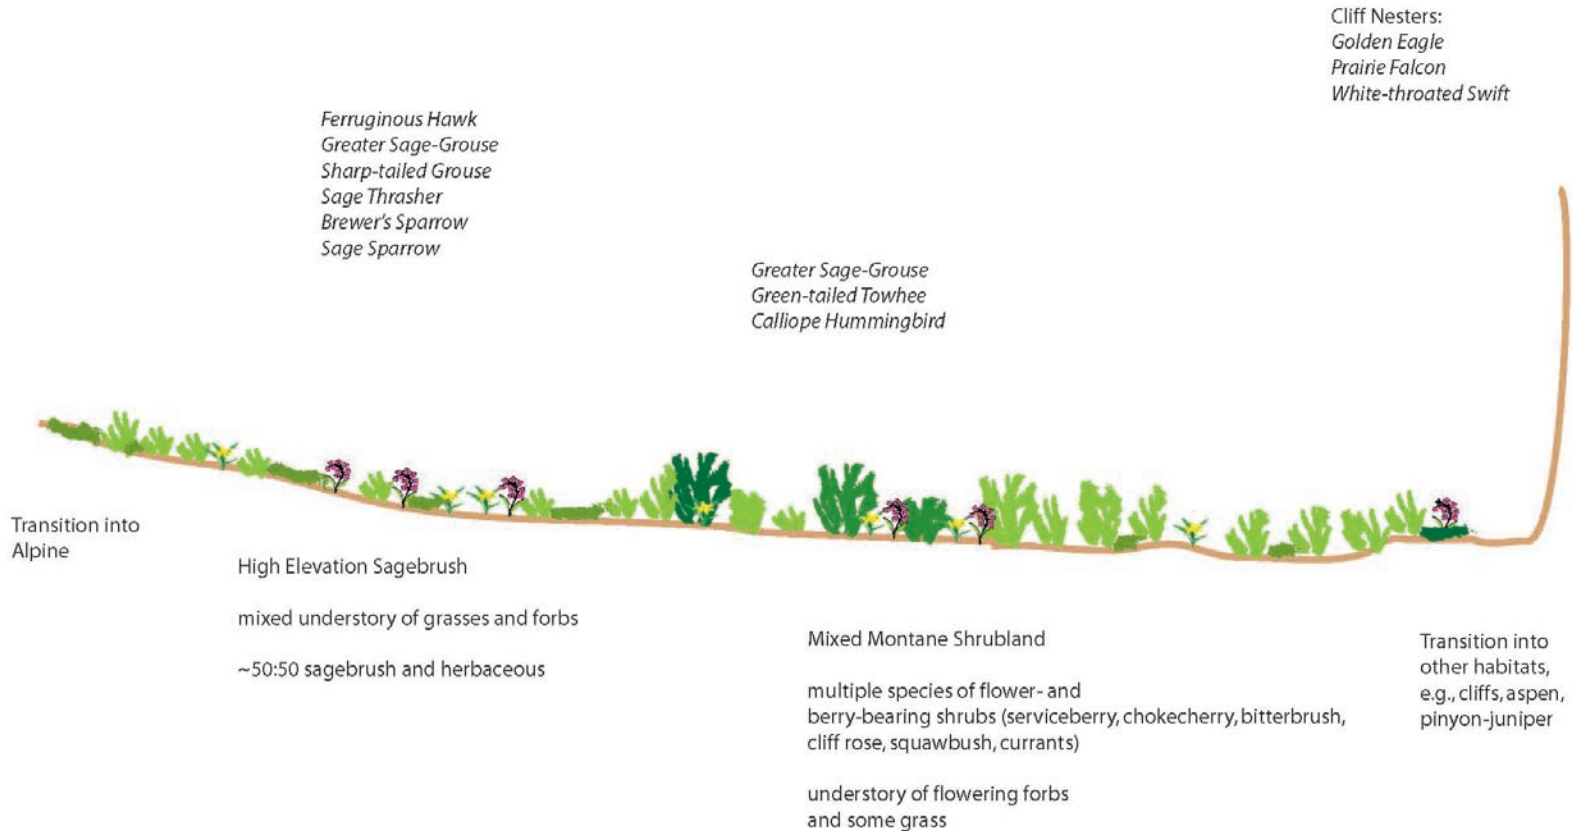 Cliff Nesters:
Golden Eagle
Prairie Falcon
White-throated Swift
Ferruginous Hawk
Greater Sage-Grouse
Sharp-tailed Grouse
Sage Thrasher
Brewer's Sparrow
Sage Sparrow
Greater Sage-Grouse
Green-tailed Towhee
Calliope Hummingbird
Transition into
Alpine
High Elevation Sagebrush
mixed understory of grasses and forbs
~50:50 sagebrush and herbaceous
Mixed Montane Shrubland
multiple species of flower- and
berry-bearing shrubs (serviceberry, chokecherry, bitterbrush,
cliff rose, squawbush, currants)
understory of flowering forbs
and some grass
Transition into
other habitats,
e.g., cliffs, aspen,
pinyon-juniper